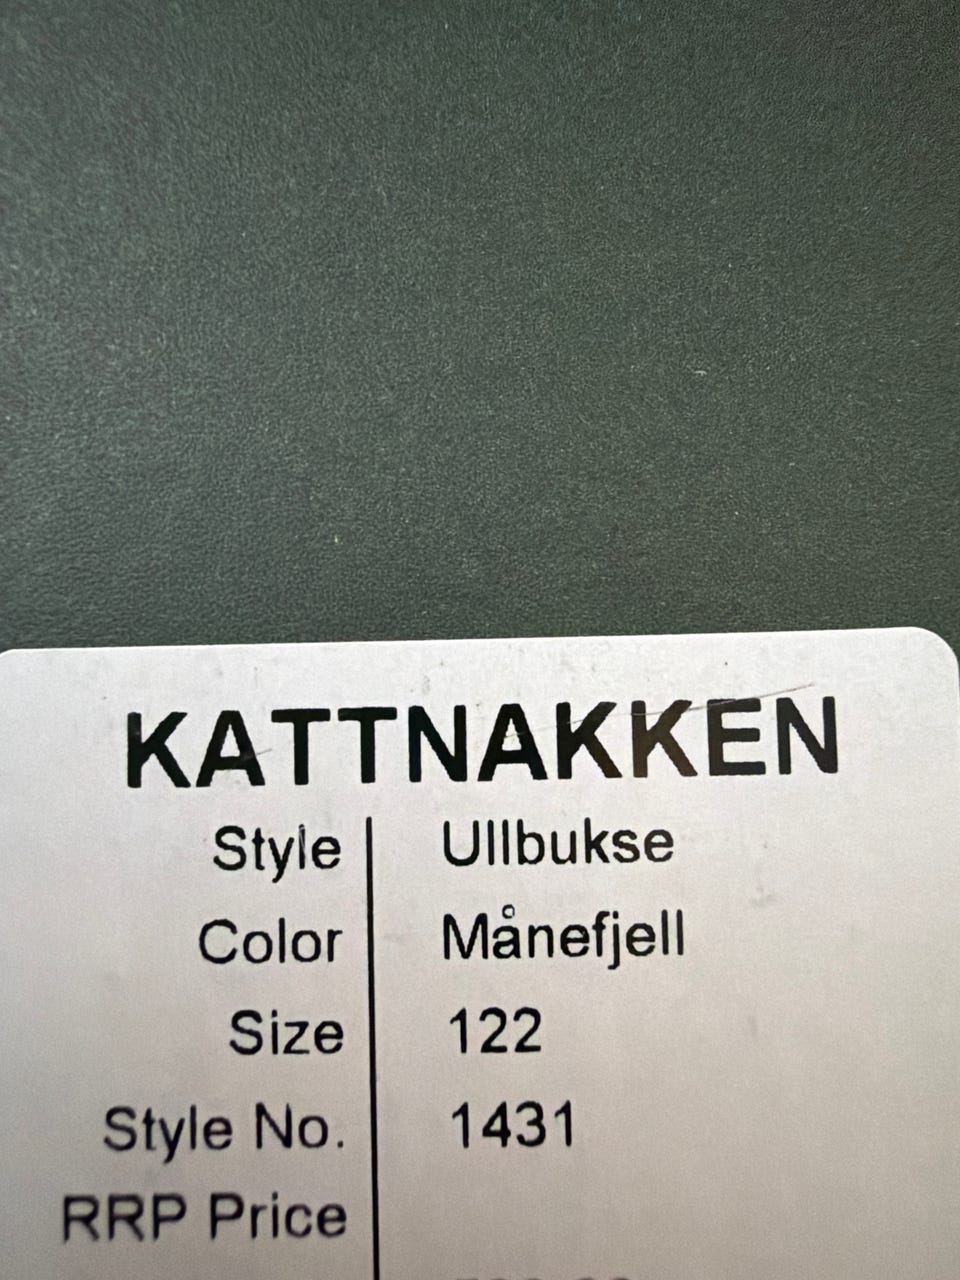 KATTNAKKEN
Style Ullbukse
Color Månefjell
Size 122
Style No. 1431
RRP Price